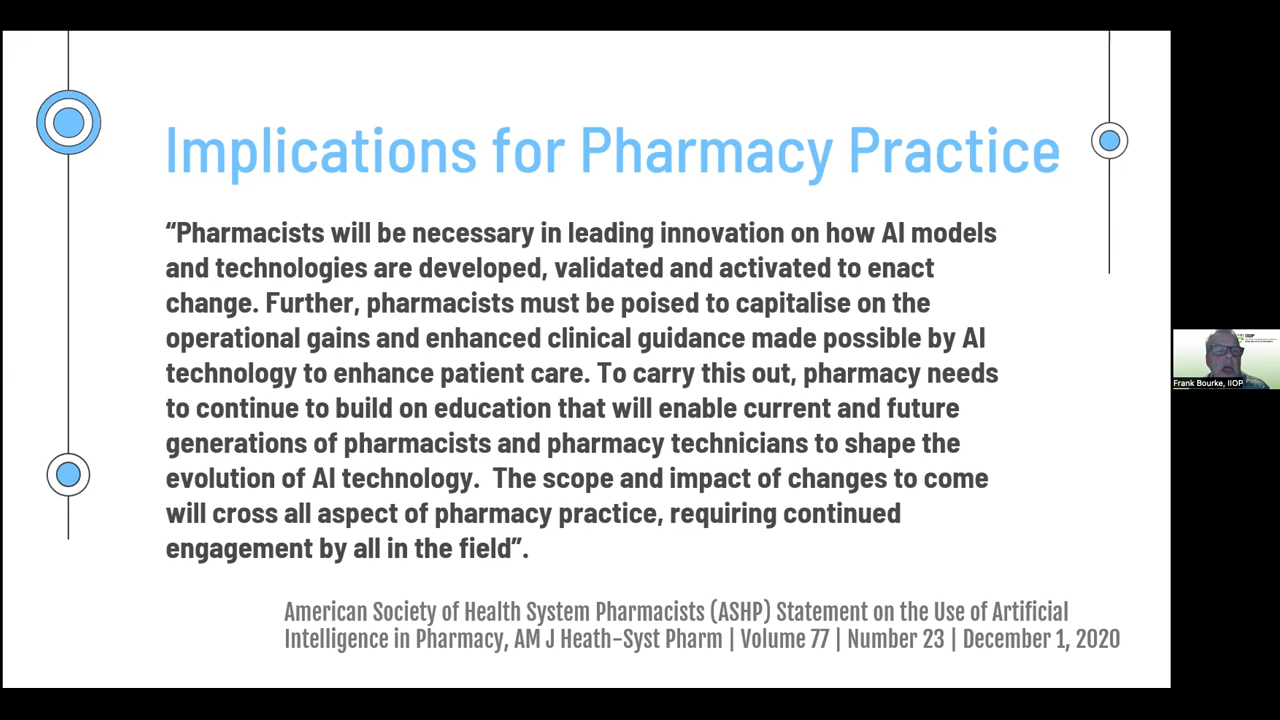 Implications for Pharmacy Practice
“Pharmacists will be necessary in leading innovation on how AI models
and technologies are developed, validated and activated to enact
change. Further, pharmacists must be poised to capitalise on the
operational gains and enhanced clinical guidance made possible by AI
technology to enhance patient care. To carry this out, pharmacy needs
to continue to build on education that will enable current and future
generations of pharmacists and pharmacy technicians to shape the
evolution of AI technology.  The scope and impact of changes to come
will cross all aspect of pharmacy practice, requiring continued
engagement by all in the field”.
American Society of Health System Pharmacists (ASHP) Statement on the Use of Artificial
Intelligence in Pharmacy, AM J Heath-Syst Pharm | Volume 77 | Number 23 | December 1, 2020
IIOP
Frank Bourke, IIOP